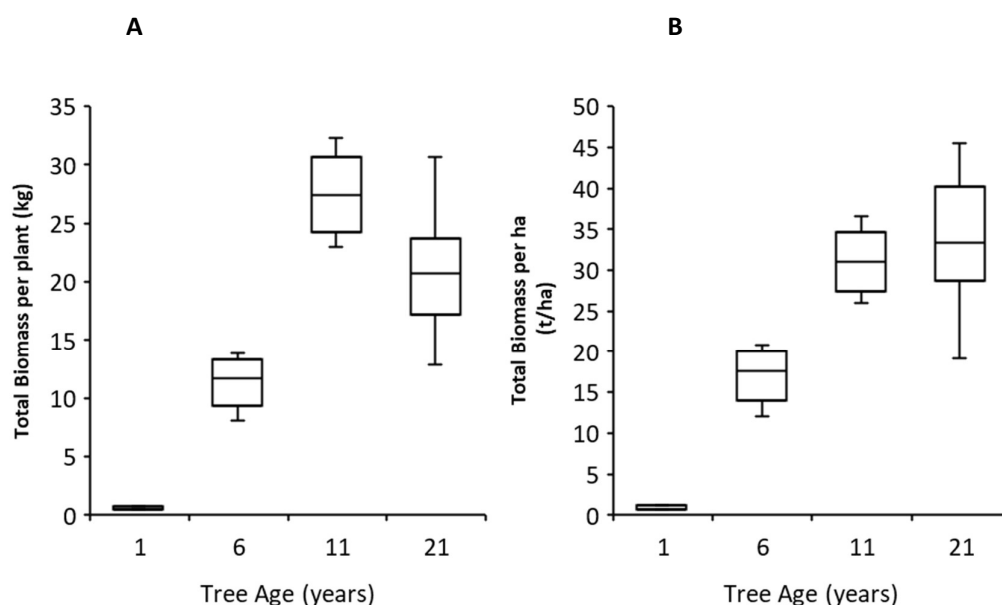 A
B
Total Biomass per plant (kg)
35
30
25
20
15
10
5
0
1 6 11 21
Tree Age (years)
Total Biomass per ha
(t/ha)
50
45
40
35
30
25
20
15
10
5
0
1 6 11 21
Tree Age (years)